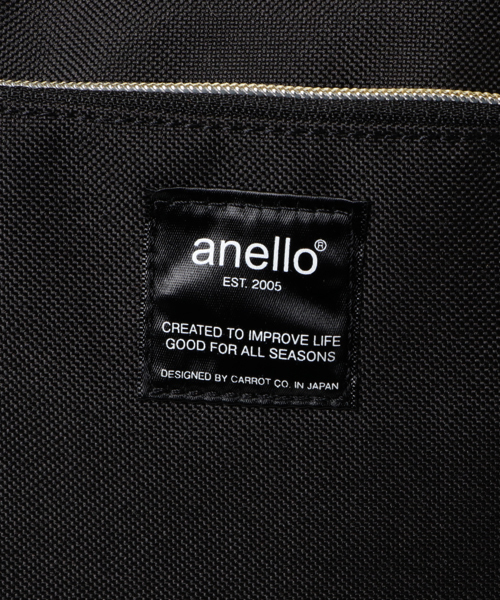 anello®
EST. 2005
CREATED TO IMPROVE LIFE
GOOD FOR ALL SEASONS
DESIGNED BY CARROT CO. IN JAPAN